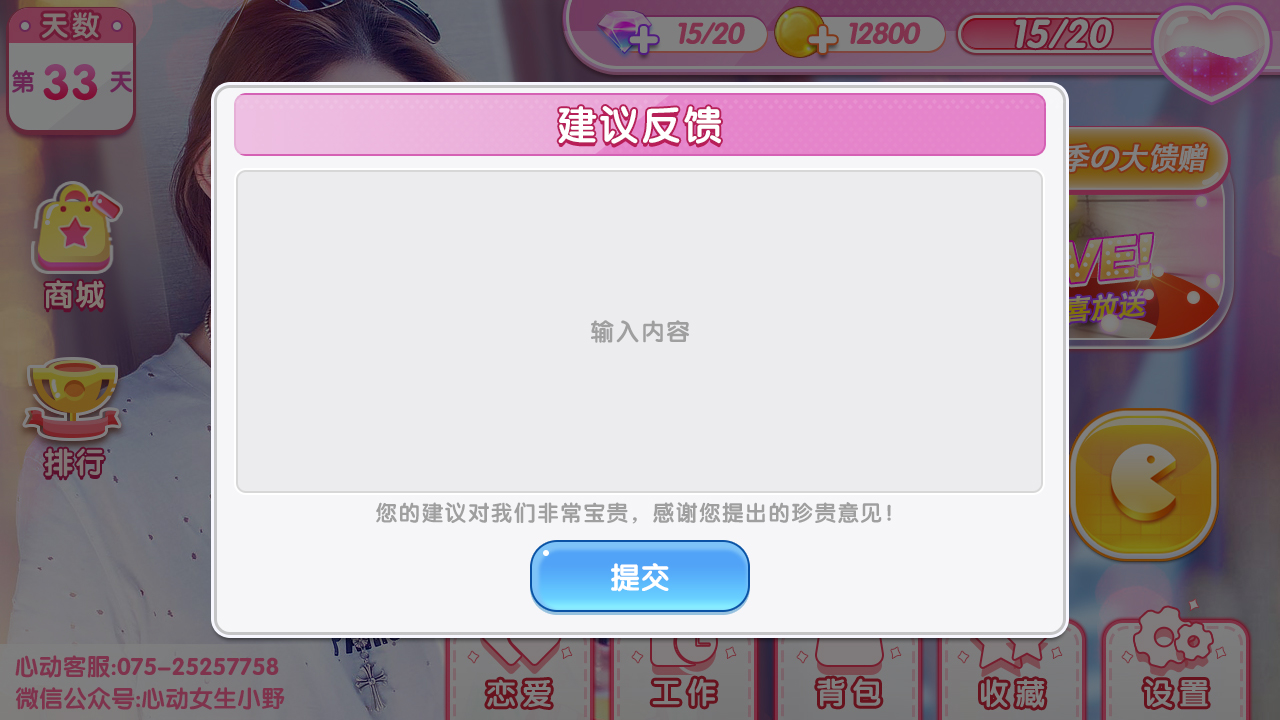 天数
第 33 天
15/20
12800
15/20
建议反馈
季の大馈赠
VE!
喜放送
商城
输入内容
排行
您的建议对我们非常宝贵，感谢您提出的珍贵意见！
提交
心动客服:075-25257758
微信公众号:心动女生小野
恋爱
工作
背包
收藏
设置